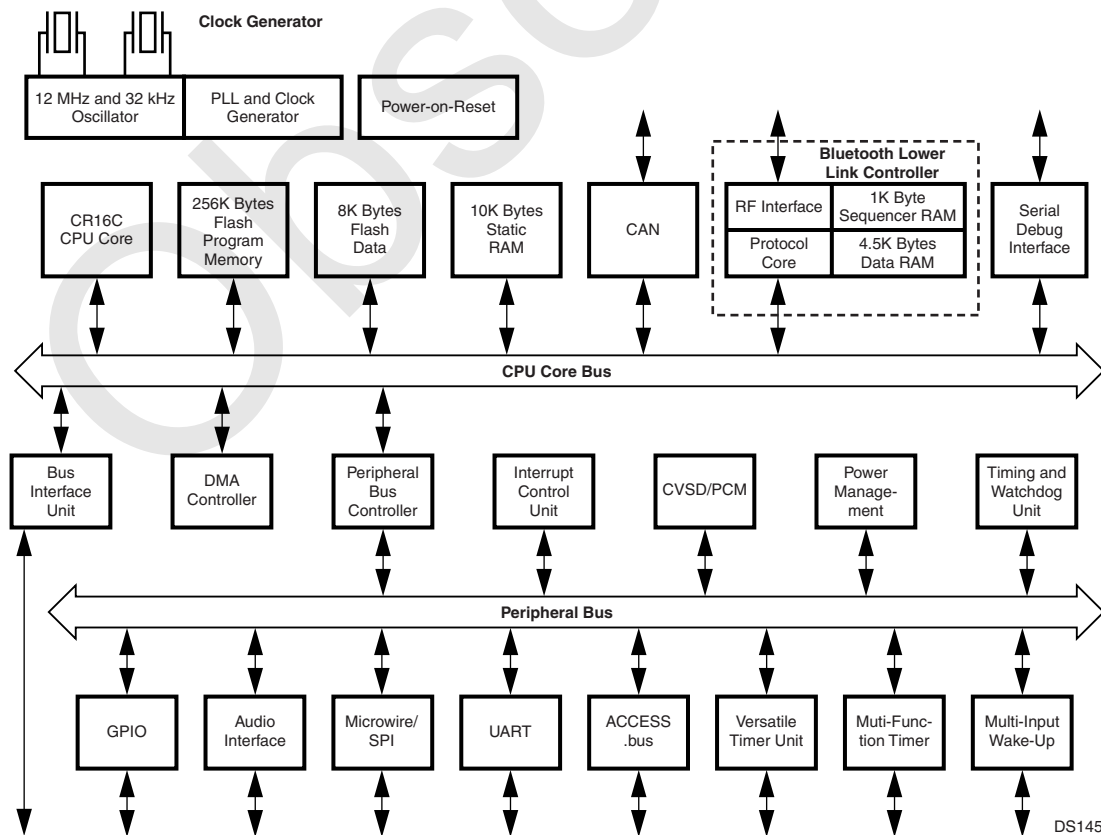 Clock Generator
12 MHz and 32 kHz
Oscillator
PLL and Clock
Generator
Power-on-Reset
Bluetooth Lower
Link Controller
CR16C
CPU Core
256K Bytes
Flash
Program
Memory
8K Bytes
Flash
Data
10K Bytes
Static
RAM
CAN
RF Interface
1K Byte
Sequencer RAM
Protocol
Core
4.5K Bytes
Data RAM
Serial
Debug
Interface
CPU Core Bus
Bus
Interface
Unit
DMA
Controller
Peripheral
Bus
Controller
Interrupt
Control
Unit
CVSD/PCM
Power
Manage-
ment
Timing and
Watchdog
Unit
Peripheral Bus
GPIO
Audio
Interface
Microwire/
SPI
UART
ACCESS
.bus
Versatile
Timer Unit
Muti-Func-
tion Timer
Multi-Input
Wake-Up
DS145
Obso